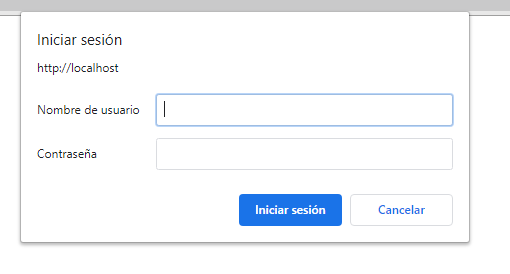 Iniciar sesión
http://localhost
Nombre de usuario
Contraseña
Iniciar sesión Cancelar